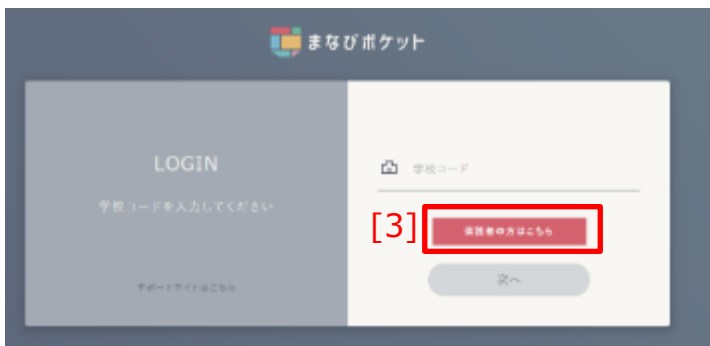 まなびポケット
LOGIN
学校コードを入力してください
サポートサイトはこちら
学校コード
[3]
保護者の方はこちら
次へ